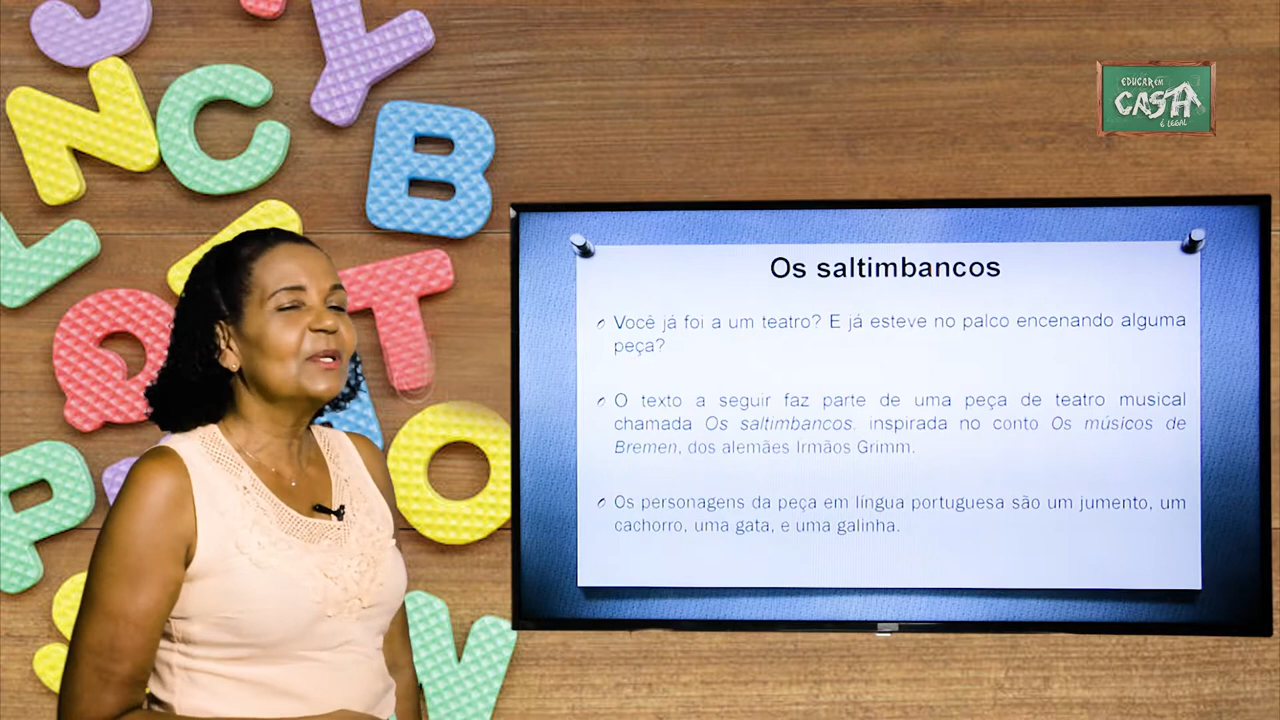 J Y
N C B
L
R T
P O
V
EDUCAR EM
CASA
É LEGAL
Os saltimbancos
Você já foi a um teatro? E já esteve no palco encenando alguma
peça?
O texto a seguir faz parte de uma peça de teatro musical
chamada Os saltimbancos, inspirada no conto Os músicos de
Bremen, dos alemães Irmãos Grimm.
Os personagens da peça em língua portuguesa são um jumento, um
cachorro, uma gata, e uma galinha.